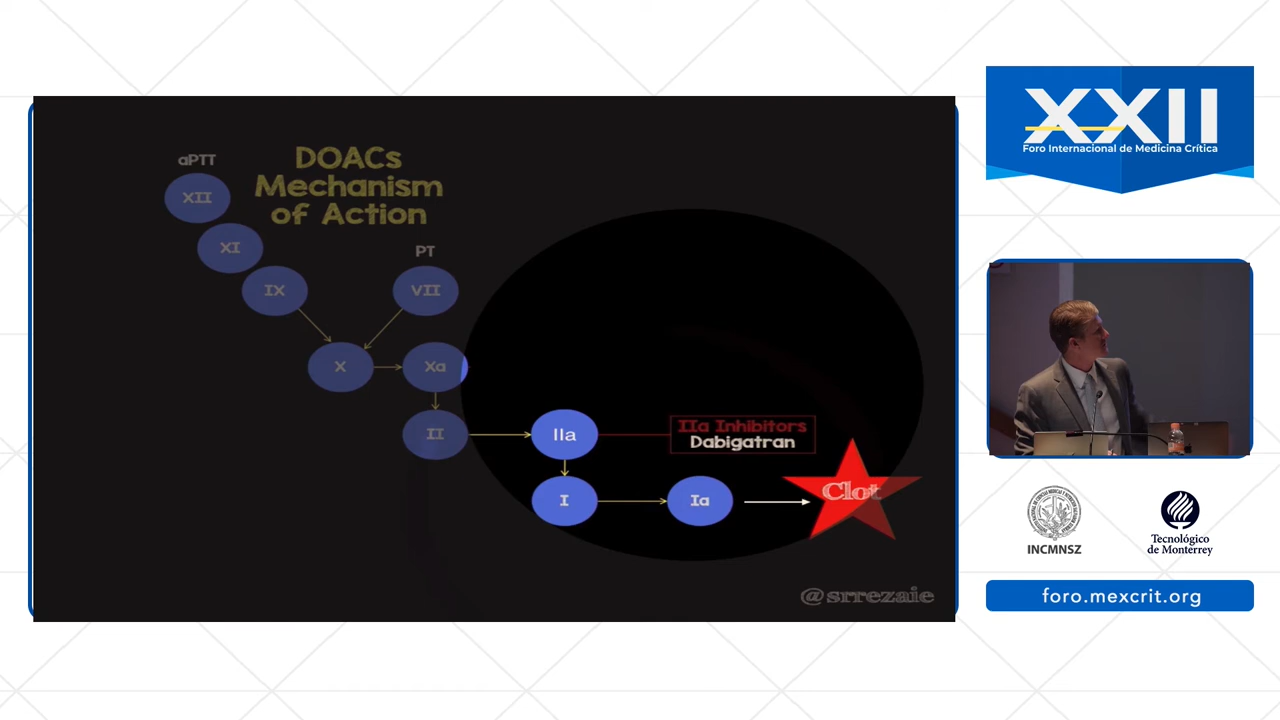 aPTT
DOACs
Mechanism
of Action
XII
XI
PT
IX
VII
X
Xa
II
IIa
IIa Inhibitors
Dabigatran
I
Ia
Clot
@srrezaie
XXII
Foro Internacional de Medicina Crítica
INCMNSZ
Tecnológico
de Monterrey
foro.mexcrit.org